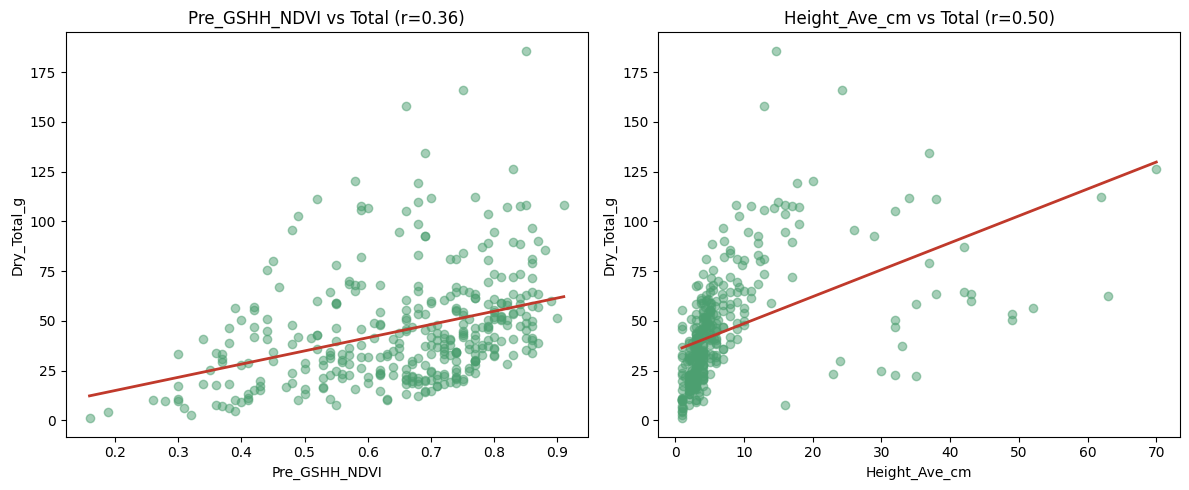 Pre_GSHH_NDVI vs Total (r=0.36)
Dry_Total_g
175
150
125
100
75
50
25
0
0.2 0.3 0.4 0.5 0.6 0.7 0.8 0.9
Pre_GSHH_NDVI
Height_Ave_cm vs Total (r=0.50)
Dry_Total_g
175
150
125
100
75
50
25
0
0 10 20 30 40 50 60 70
Height_Ave_cm